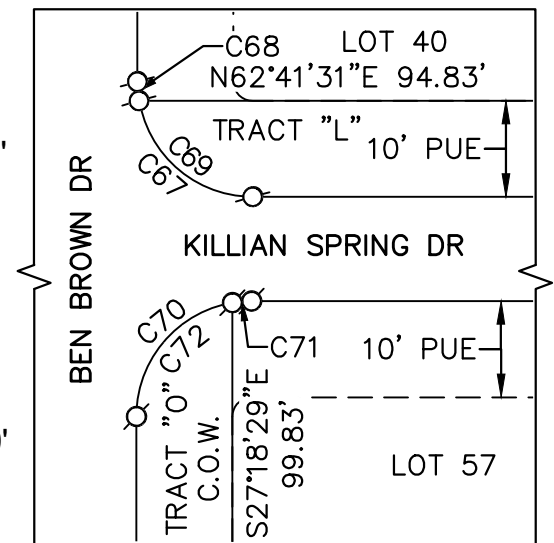 C68
LOT 40
N62°41'31"E 94.83'
TRACT "L"
10' PUE
C69
C67
BEN BROWN DR
KILLIAN SPRING DR
C70
C72
C71
10' PUE
TRACT "O"
C.O.W.
S27°18'29"E
99.83'
LOT 57